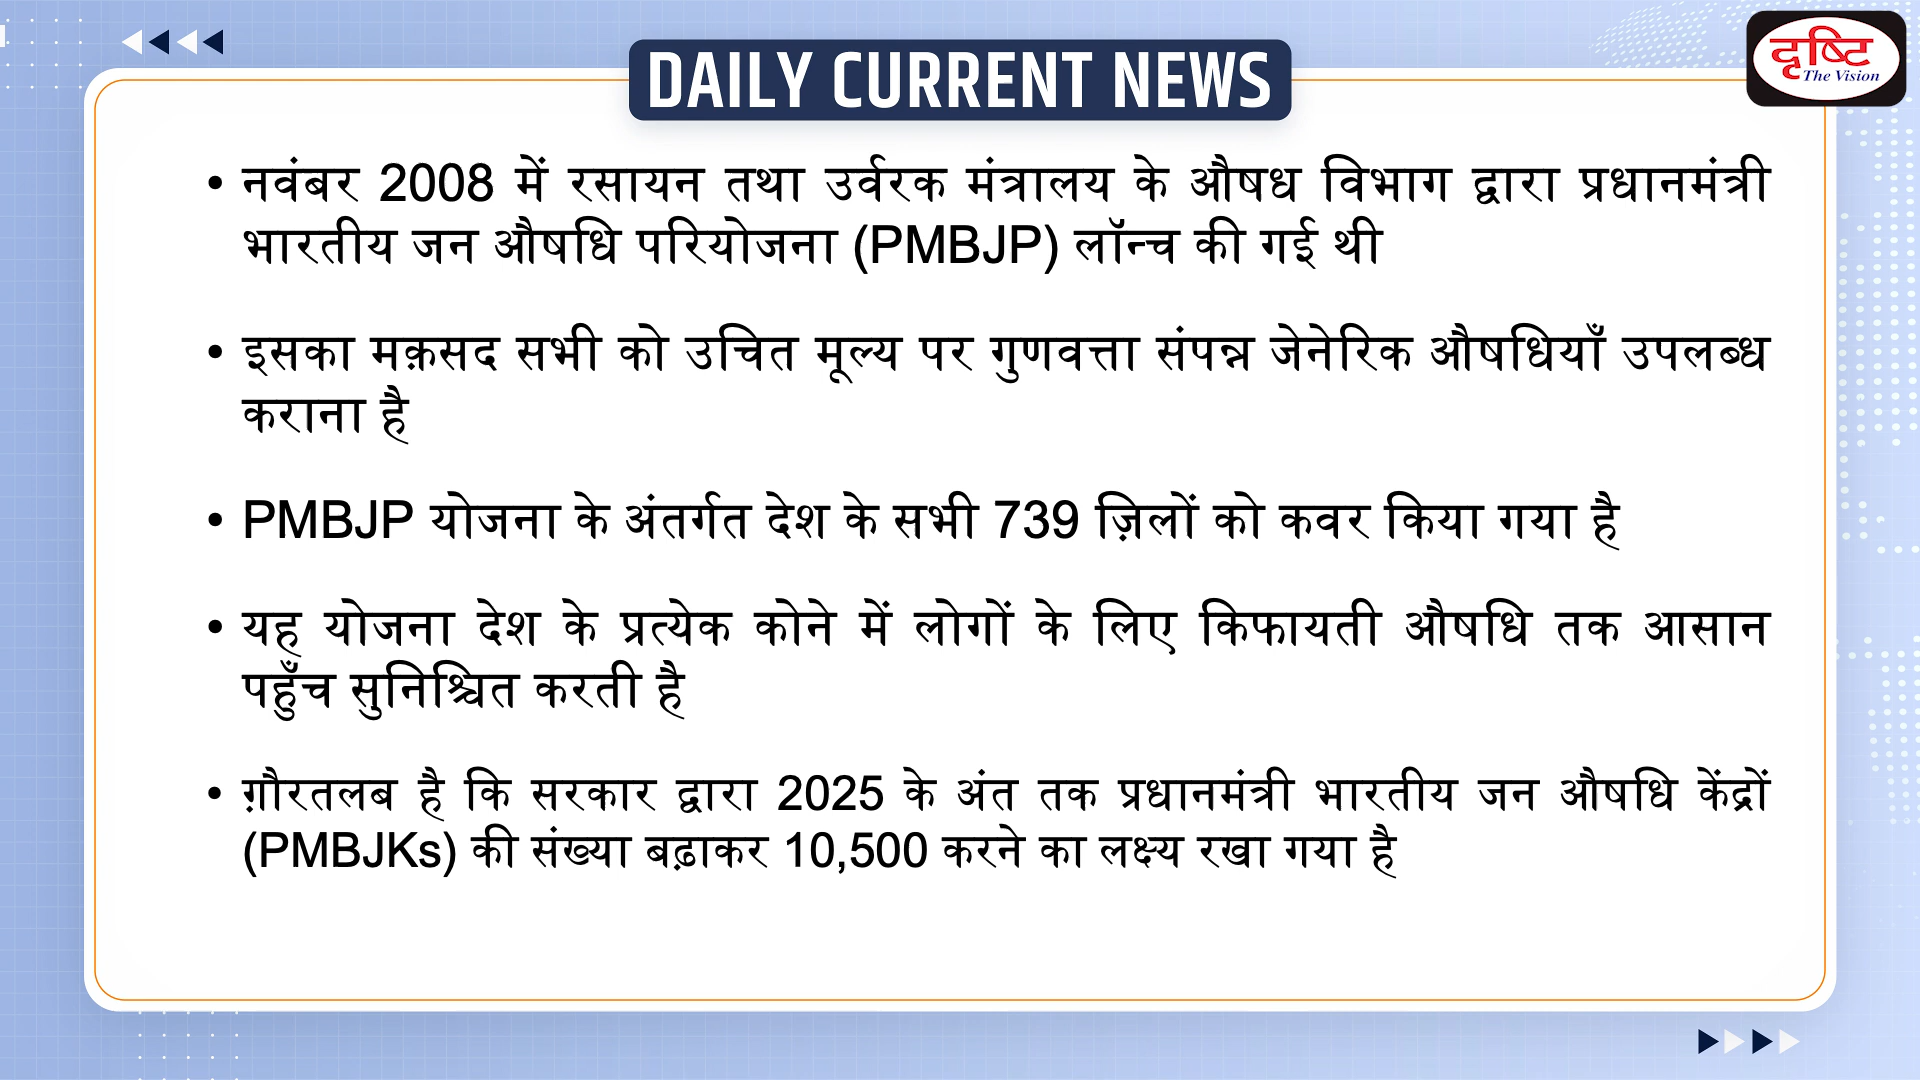 DAILY CURRENT NEWS
दृष्टि
The Vision
• नवंबर 2008 में रसायन तथा उर्वरक मंत्रालय के औषध विभाग द्वारा प्रधानमंत्री
भारतीय जन औषधि परियोजना (PMBJP) लॉन्च की गई थी
• इसका मक़सद सभी को उचित मूल्य पर गुणवत्ता संपन्न जेनेरिक औषधियाँ उपलब्ध
कराना है
• PMBJP योजना के अंतर्गत देश के सभी 739 ज़िलों को कवर किया गया है
• यह योजना देश के प्रत्येक कोने में लोगों के लिए किफायती औषधि तक आसान
पहुँच सुनिश्चित करती है
• ग़ौरतलब है कि सरकार द्वारा 2025 के अंत तक प्रधानमंत्री भारतीय जन औषधि केंद्रों
(PMBJKs) की संख्या बढ़ाकर 10,500 करने का लक्ष्य रखा गया है